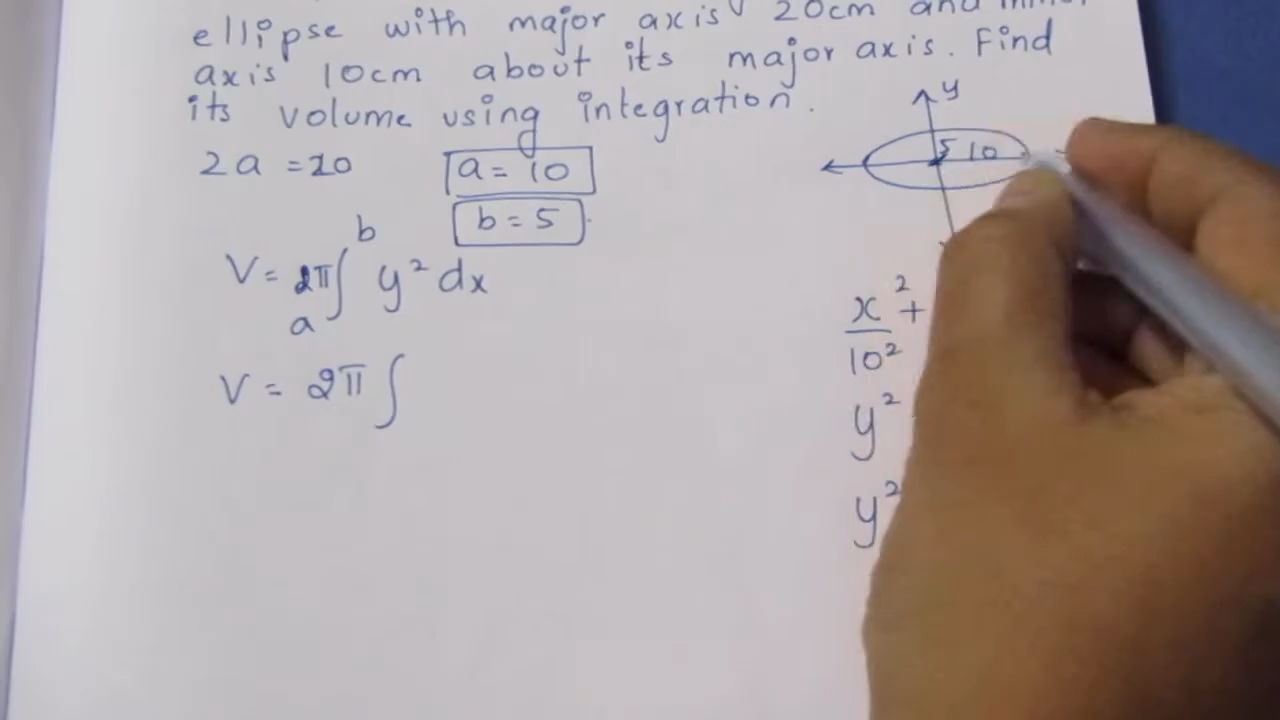 ellipse with major axis 20cm and
axis 10cm about its major axis. Find
its volume using integration.
y
5 10
2a = 20 a = 10
b = 5
V = 2π∫ₐᵇ y² dx
x²/10² +
V = 2π∫
y²
y²